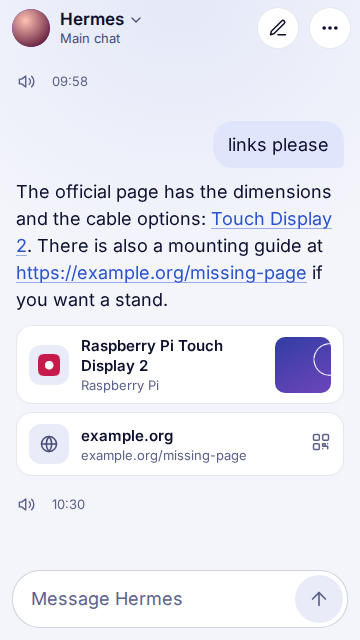 Hermes
Main chat
09:58
links please
The official page has the dimensions
and the cable options: Touch Display
2. There is also a mounting guide at
https://example.org/missing-page if
you want a stand.
Raspberry Pi Touch
Display 2
Raspberry Pi
example.org
example.org/missing-page
10:30
Message Hermes